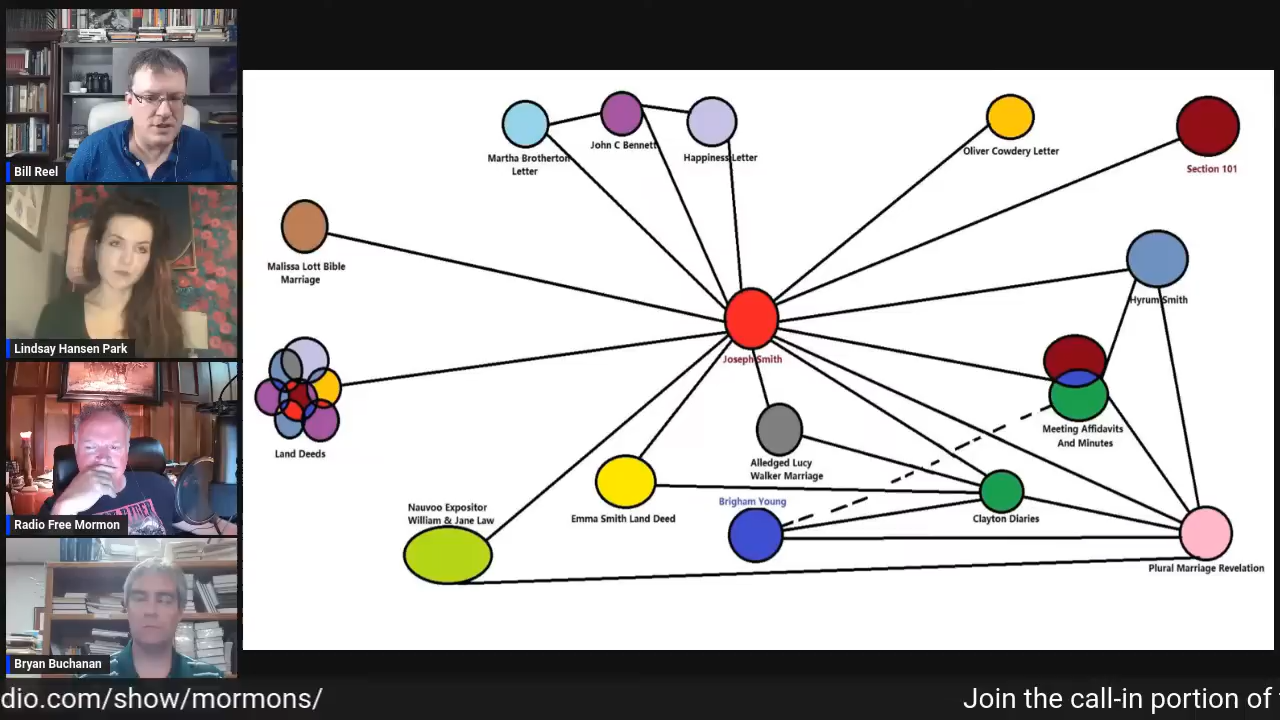 Bill Reel
Lindsay Hansen Park
Radio Free Mormon
Bryan Buchanan
Martha Brotherton
Letter
John C Bennett
Happiness Letter
Oliver Cowdery Letter
Section 101
Malissa Lott Bible
Marriage
Hyrum Smith
Joseph Smith
Land Deeds
Meeting Affidavits
And Minutes
Alledged Lucy
Walker Marriage
Nauvoo Expositor
William & Jane Law
Emma Smith Land Deed
Brigham Young
Clayton Diaries
Plural Marriage Revelation
dio.com/show/mormons/
Join the call-in portion of